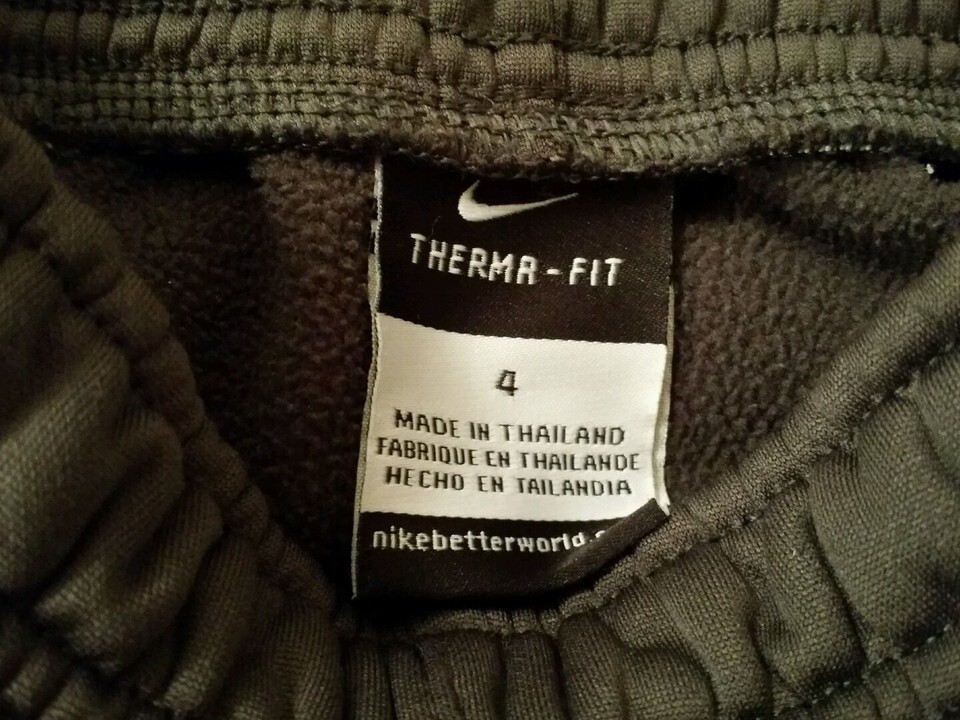 THERMA-FIT
4
MADE IN THAILAND
FABRIQUE EN THAILANDE
HECHO EN TAILANDIA
nikebetterworld